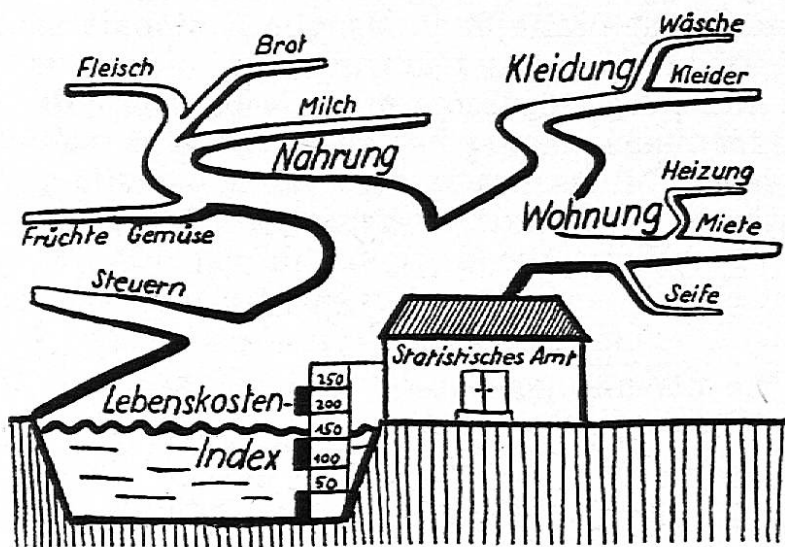 Fleisch
Brot
Milch
Nahrung
Früchte Gemüse
Steuern
Wäsche
Kleidung
Kleider
Heizung
Wohnung
Miete
Seife
Statistisches Amt
Lebenskosten-
Index
250
200
150
100
50